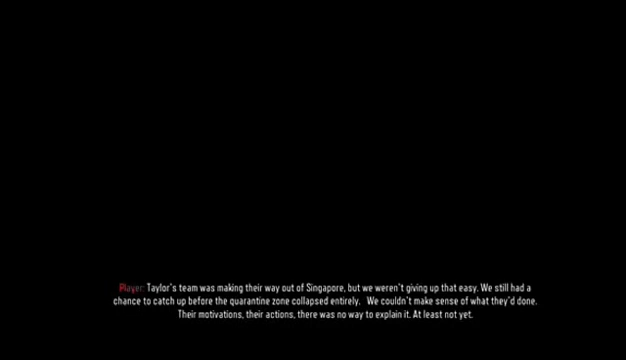 Player: Taylor's team was making their way out of Singapore, but we weren't giving up that easy. We still had a
chance to catch up before the quarantine zone collapsed entirely.  We couldn't make sense of what they'd done.
Their motivations, their actions, there was no way to explain it. At least not yet.